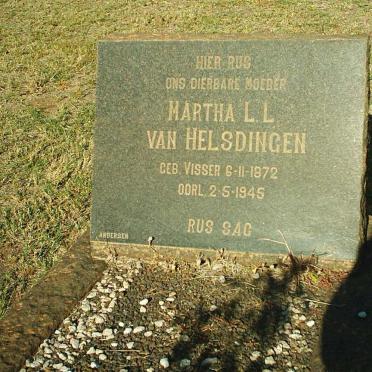 HIER RUS
ONS DIERBARE MOEDER
MARTHA L.L.
VAN HELSDINGEN
GEB. VISSER 6-11-1872
OORL. 2-5-1945
RUS SAG
ANDERSEN